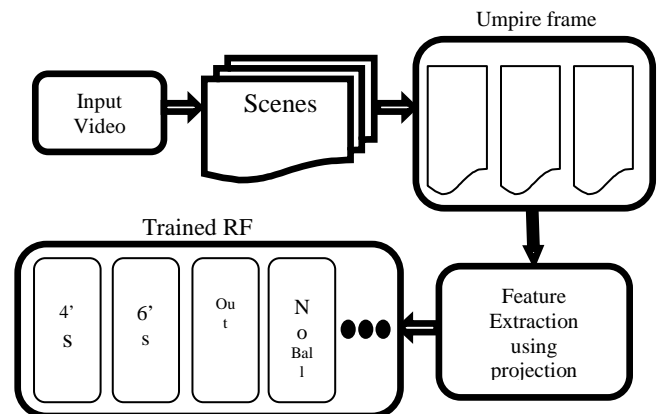 Umpire frame
Input
Video
Scenes
Trained RF
4’
s
6’
s
Ou
t
N
o
Bal
l
Feature
Extraction
using
projection